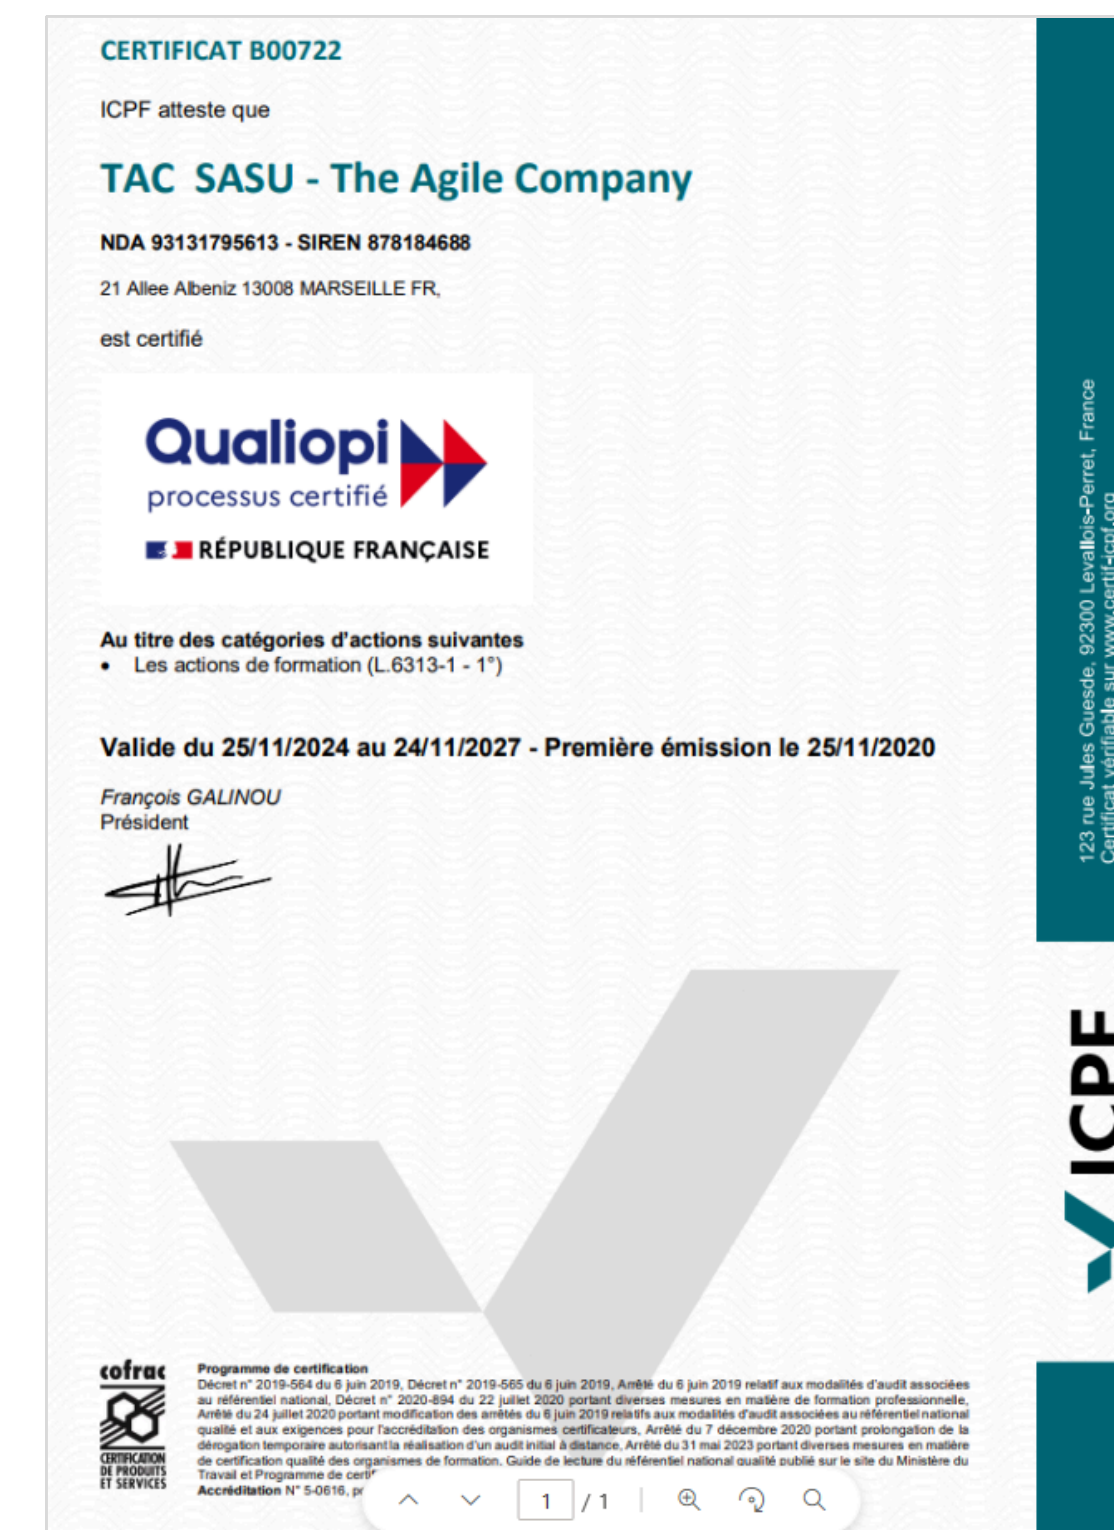 CERTIFICAT B00722
ICPF atteste que
TAC SASU - The Agile Company
NDA 93131795613 - SIREN 878184688
21 Allee Albeniz 13008 MARSEILLE FR,
est certifié
Qualiopi
processus certifié
RÉPUBLIQUE FRANÇAISE
Au titre des catégories d'actions suivantes
• Les actions de formation (L.6313-1 - 1°)
Valide du 25/11/2024 au 24/11/2027 - Première émission le 25/11/2020
François GALINOU
Président
123 rue Jules Guesde, 92300 Levallois-Perret, France
Certificat vérifiable sur www.certif-icpf.org
ICPF
cofrac
CERTIFICATION
DE PRODUITS
ET SERVICES
Programme de certification
Décret n° 2019-564 du 6 juin 2019, Décret n° 2019-565 du 6 juin 2019, Arrêté du 6 juin 2019 relatif aux modalités d'audit associées
au référentiel national, Décret n° 2020-894 du 22 juillet 2020 portant diverses mesures en matière de formation professionnelle,
Arrêté du 24 juillet 2020 portant modification des arrêtés du 6 juin 2019 relatifs aux modalités d'audit associées au référentiel national
qualité et aux exigences pour l'accréditation des organismes certificateurs, Arrêté du 7 décembre 2020 portant prolongation de la
dérogation temporaire autorisant la réalisation d'un audit initial à distance, Arrêté du 31 mai 2023 portant diverses mesures en matière
de certification qualité des organismes de formation. Guide de lecture du référentiel national qualité publié sur le site du Ministère du
Travail et Programme de
Accréditation N° 5-0616,
1 / 1